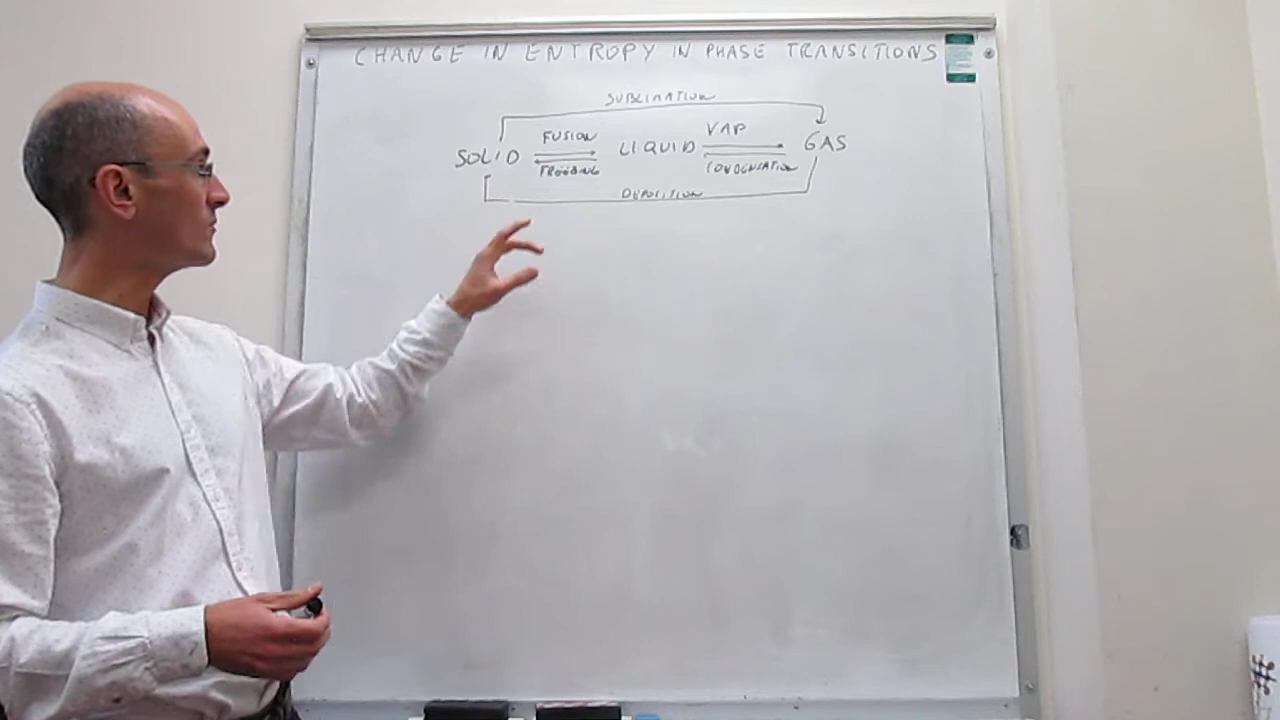 CHANGE IN ENTROPY IN PHASE TRANSITIONS
SUBLIMATION
SOLID FUSION LIQUID VAP GAS
FREEZING CONDENSATION
DEPOSITION